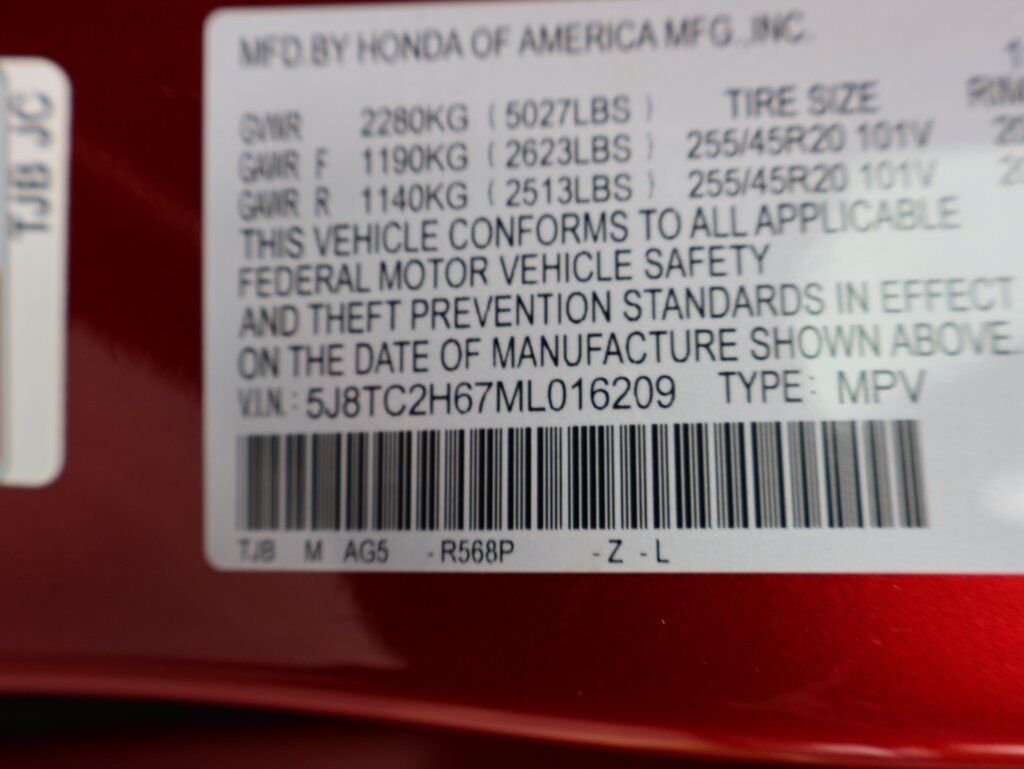 MFD.BY HONDA OF AMERICA MFG.,INC.
GVWR 2280KG ( 5027LBS ) TIRE SIZE
GAWR F 1190KG ( 2623LBS ) 255/45R20 101V
GAWR R 1140KG ( 2513LBS ) 255/45R20 101V
THIS VEHICLE CONFORMS TO ALL APPLICABLE
FEDERAL MOTOR VEHICLE SAFETY
AND THEFT PREVENTION STANDARDS IN EFFECT
ON THE DATE OF MANUFACTURE SHOWN ABOVE.
V.I.N.: 5J8TC2H67ML016209 TYPE: MPV
TJB M AG5 -R568P -Z -L
TJB JC